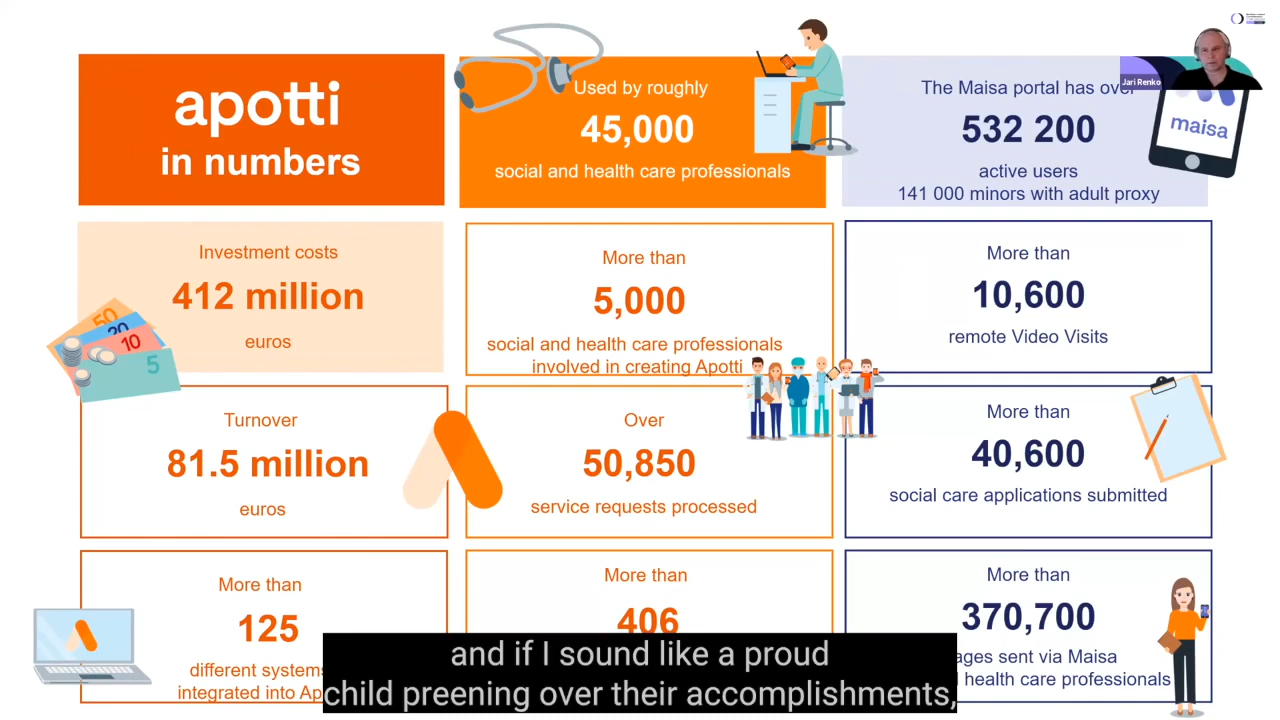 apotti
in numbers
Used by roughly
45,000
social and health care professionals
The Maisa portal has over
532 200
active users
141 000 minors with adult proxy
Jari Renko
maisa
Investment costs
412 million
euros
50
20
10
5
More than
5,000
social and health care professionals
involved in creating Apotti
More than
10,600
remote Video Visits
Turnover
81.5 million
euros
Over
50,850
service requests processed
More than
40,600
social care applications submitted
More than
125
different systems
integrated into Ap
More than
406
More than
370,700
ages sent via Maisa
health care professionals
and if I sound like a proud
child preening over their accomplishments,